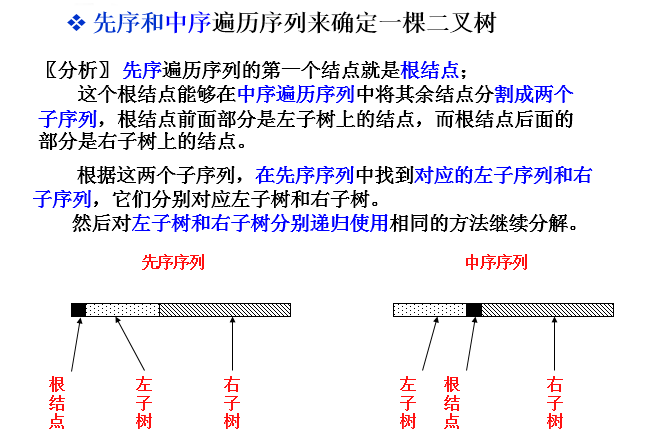 ❖ 先序和中序遍历序列来确定一棵二叉树
〖分析〗先序遍历序列的第一个结点就是根结点；
这个根结点能够在中序遍历序列中将其余结点分割成两个
子序列，根结点前面部分是左子树上的结点，而根结点后面的
部分是右子树上的结点。
根据这两个子序列，在先序序列中找到对应的左子序列和右
子序列，它们分别对应左子树和右子树。
然后对左子树和右子树分别递归使用相同的方法继续分解。
先序序列
中序序列
根结点
左子树
右子树
左子树
根结点
右子树